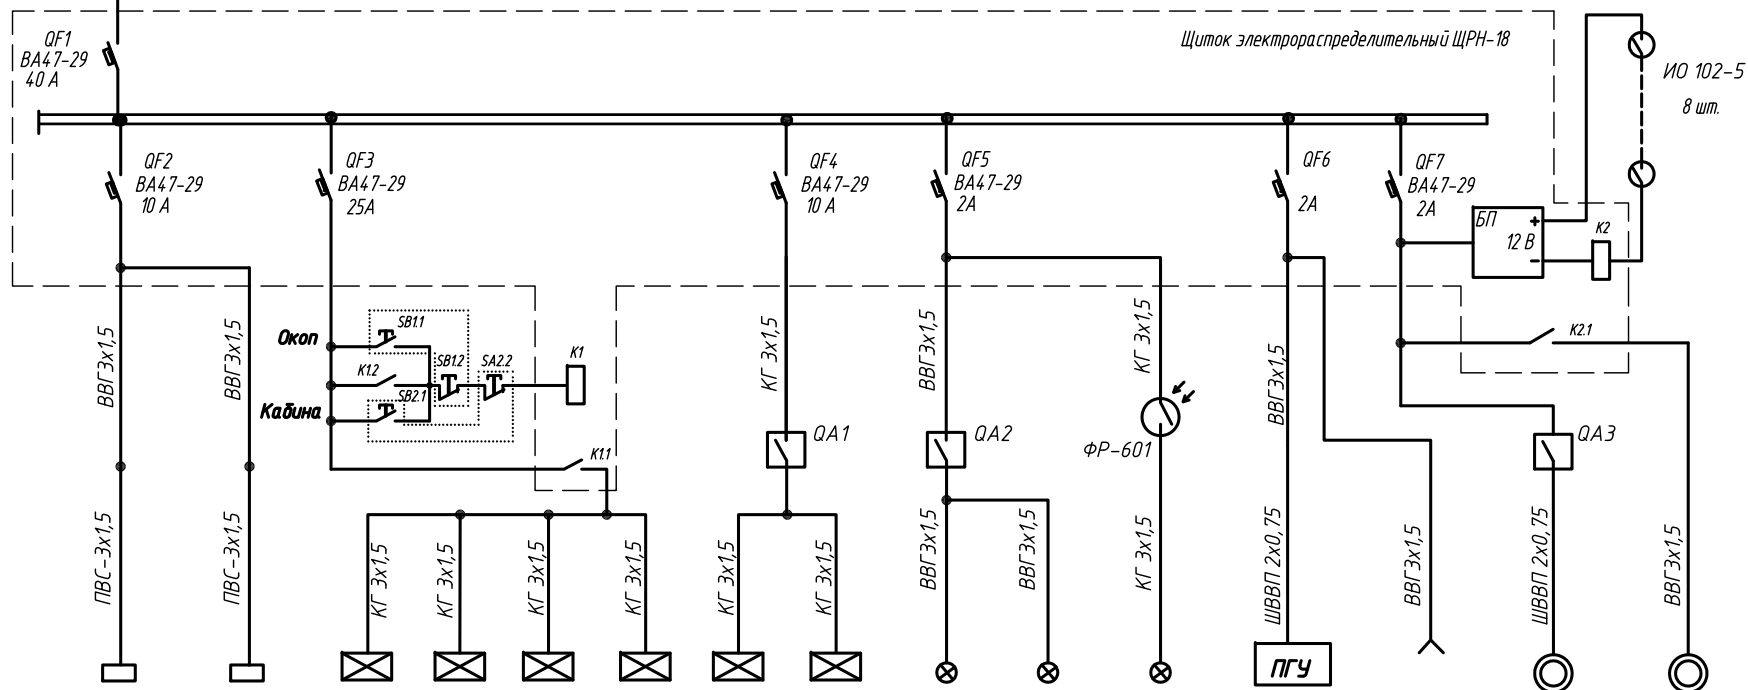 Щиток электрораспределительный ЩРН-18
QF1
ВА47-29
40 А
ИО 102-5
8 шт.
QF2
ВА47-29
10 А
QF3
ВА47-29
25А
QF4
ВА47-29
10 А
QF5
ВА47-29
2А
QF6
2А
QF7
ВА47-29
2А
БП
12 В
+
-
К2
Окоп
SB1.1
К1.2
SB1.2
SA2.2
К1
SB2.1
Кабина
К1.1
К2.1
ВВГ3х1,5
ВВГ3х1,5
КГ 3х1,5
ВВГ3х1,5
КГ 3х1,5
ВВГ3х1,5
QA1
QA2
ФР-601
QA3
ПВС-3х1,5
ПВС-3х1,5
КГ 3х1,5
КГ 3х1,5
КГ 3х1,5
КГ 3х1,5
КГ 3х1,5
КГ 3х1,5
ВВГ3х1,5
ВВГ3х1,5
КГ 3х1,5
ШВВП 2х0,75
ВВГ3х1,5
ШВВП 2х0,75
ВВГ3х1,5
ПГУ